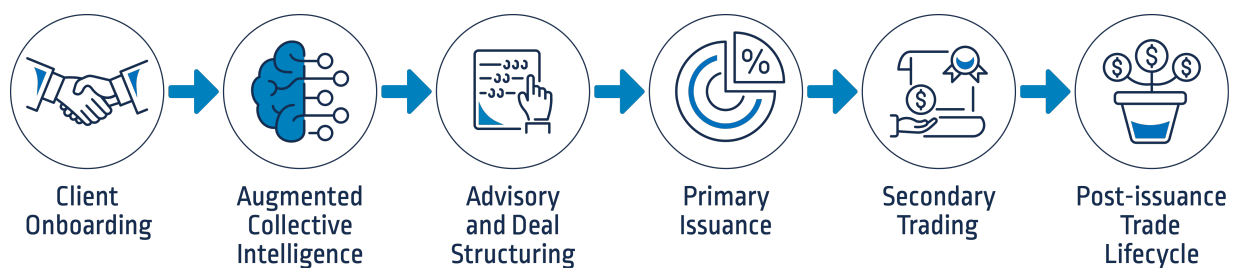 %
$
$
$
$
Client
Onboarding
Augmented
Collective
Intelligence
Advisory
and Deal
Structuring
Primary
Issuance
Secondary
Trading
Post-issuance
Trade
Lifecycle